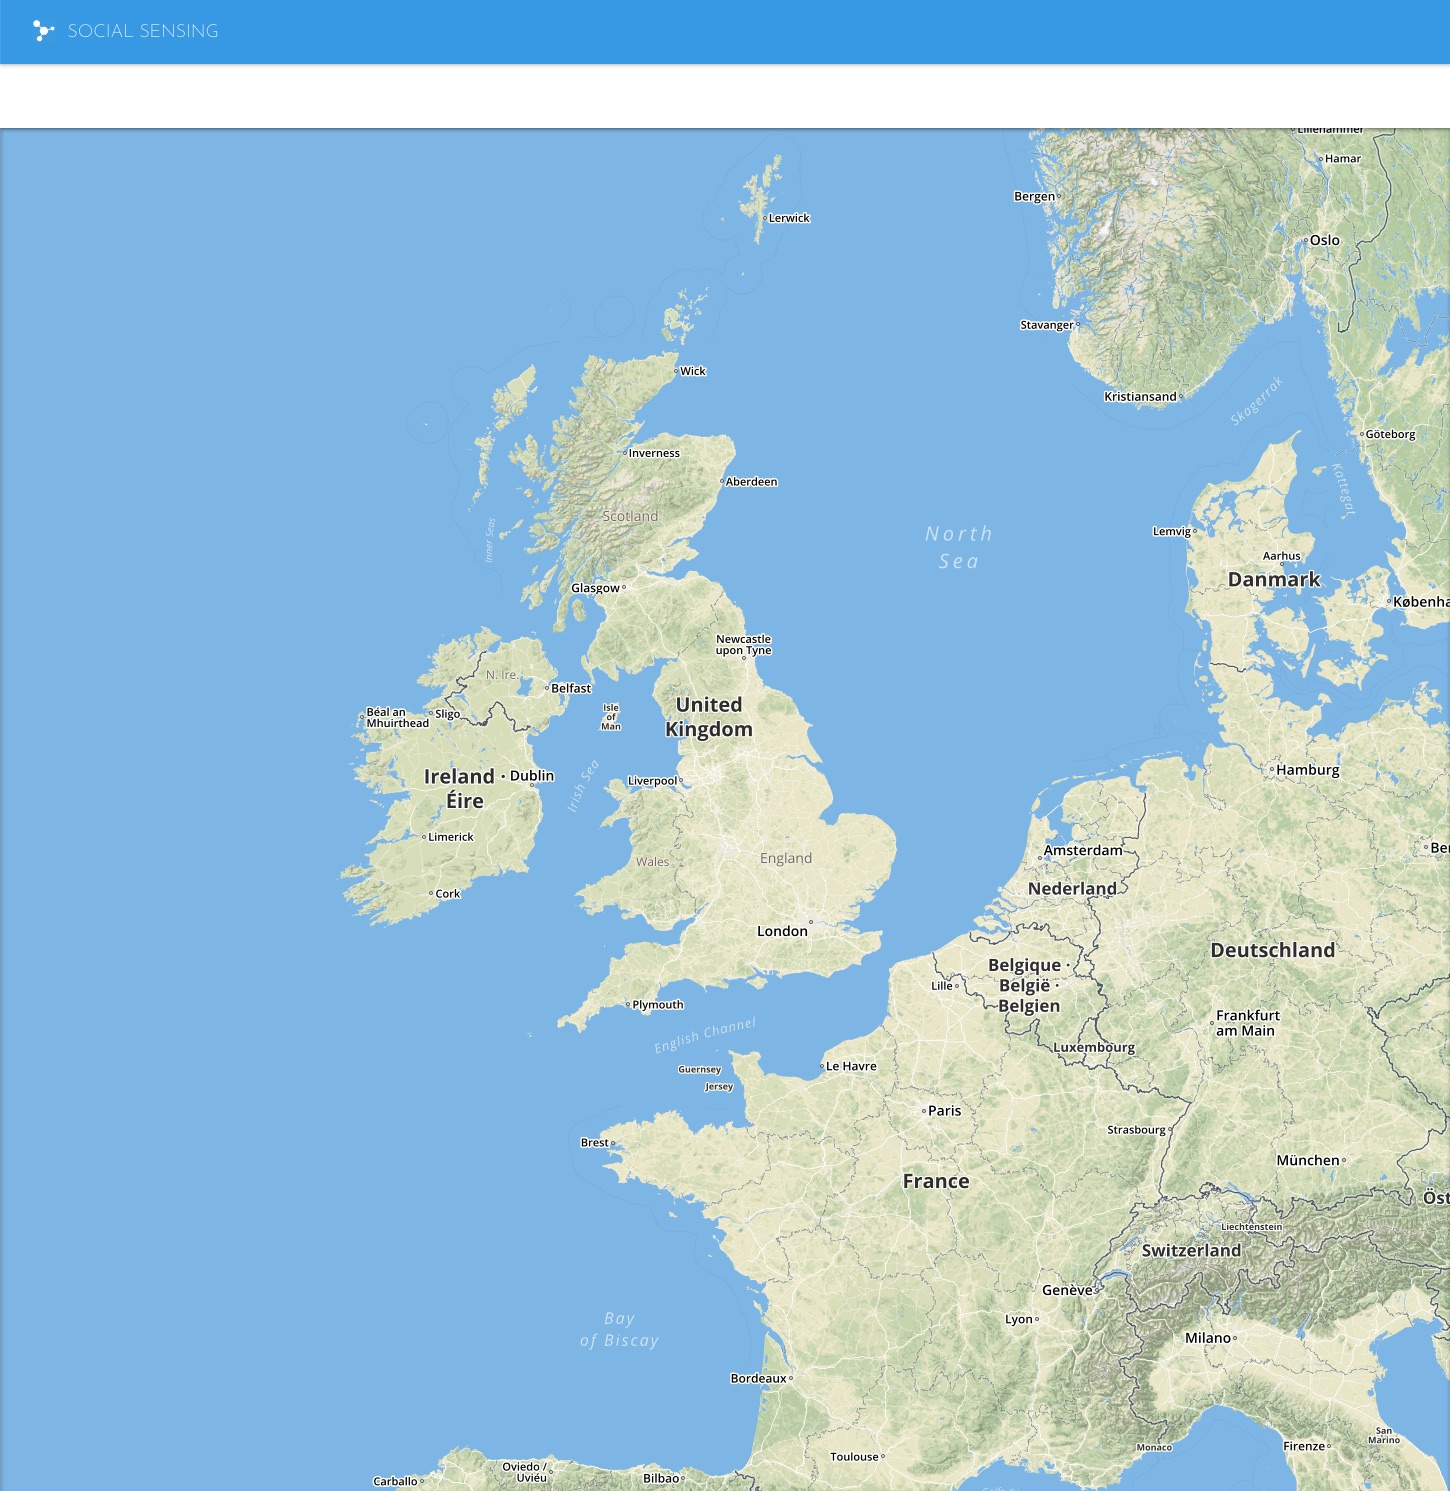 SOCIAL SENSING
Lillehammer
Hamar
Bergen
Lerwick
Oslo
Stavanger
Wick
Kristiansand
Skagerrak
Göteborg
Inverness
Aberdeen
Kattegat
Scotland
Inner Seas
North
Sea
Lemvig
Aarhus
Danmark
Glasgow
Københa
Newcastle
upon Tyne
N. Ire.
Belfast
Isle
of
Man
United
Kingdom
Béal an
Mhuirthead
Sligo
Ireland ·
Éire
Dublin
Irish Sea
Liverpool
Hamburg
Limerick
Wales
England
Amsterdam
Ber
Nederland
Cork
London
Deutschland
Belgique ·
België ·
Belgien
Lille
Plymouth
Frankfurt
am Main
English Channel
Luxembourg
Guernsey
Jersey
Le Havre
Paris
Strasbourg
Brest
München
France
Öst
Liechtenstein
Switzerland
Genève
Bay
of Biscay
Lyon
Milano
Bordeaux
San
Marino
Monaco
Firenze
Toulouse
Oviedo /
Uviéu
Bilbao
Carballo